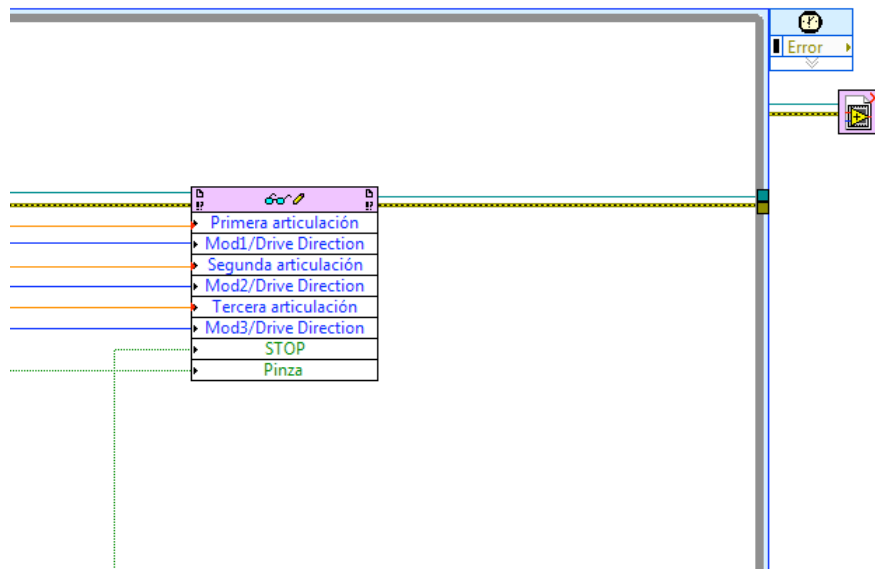 Error
Primera articulación
Mod1/Drive Direction
Segunda articulación
Mod2/Drive Direction
Tercera articulación
Mod3/Drive Direction
STOP
Pinza